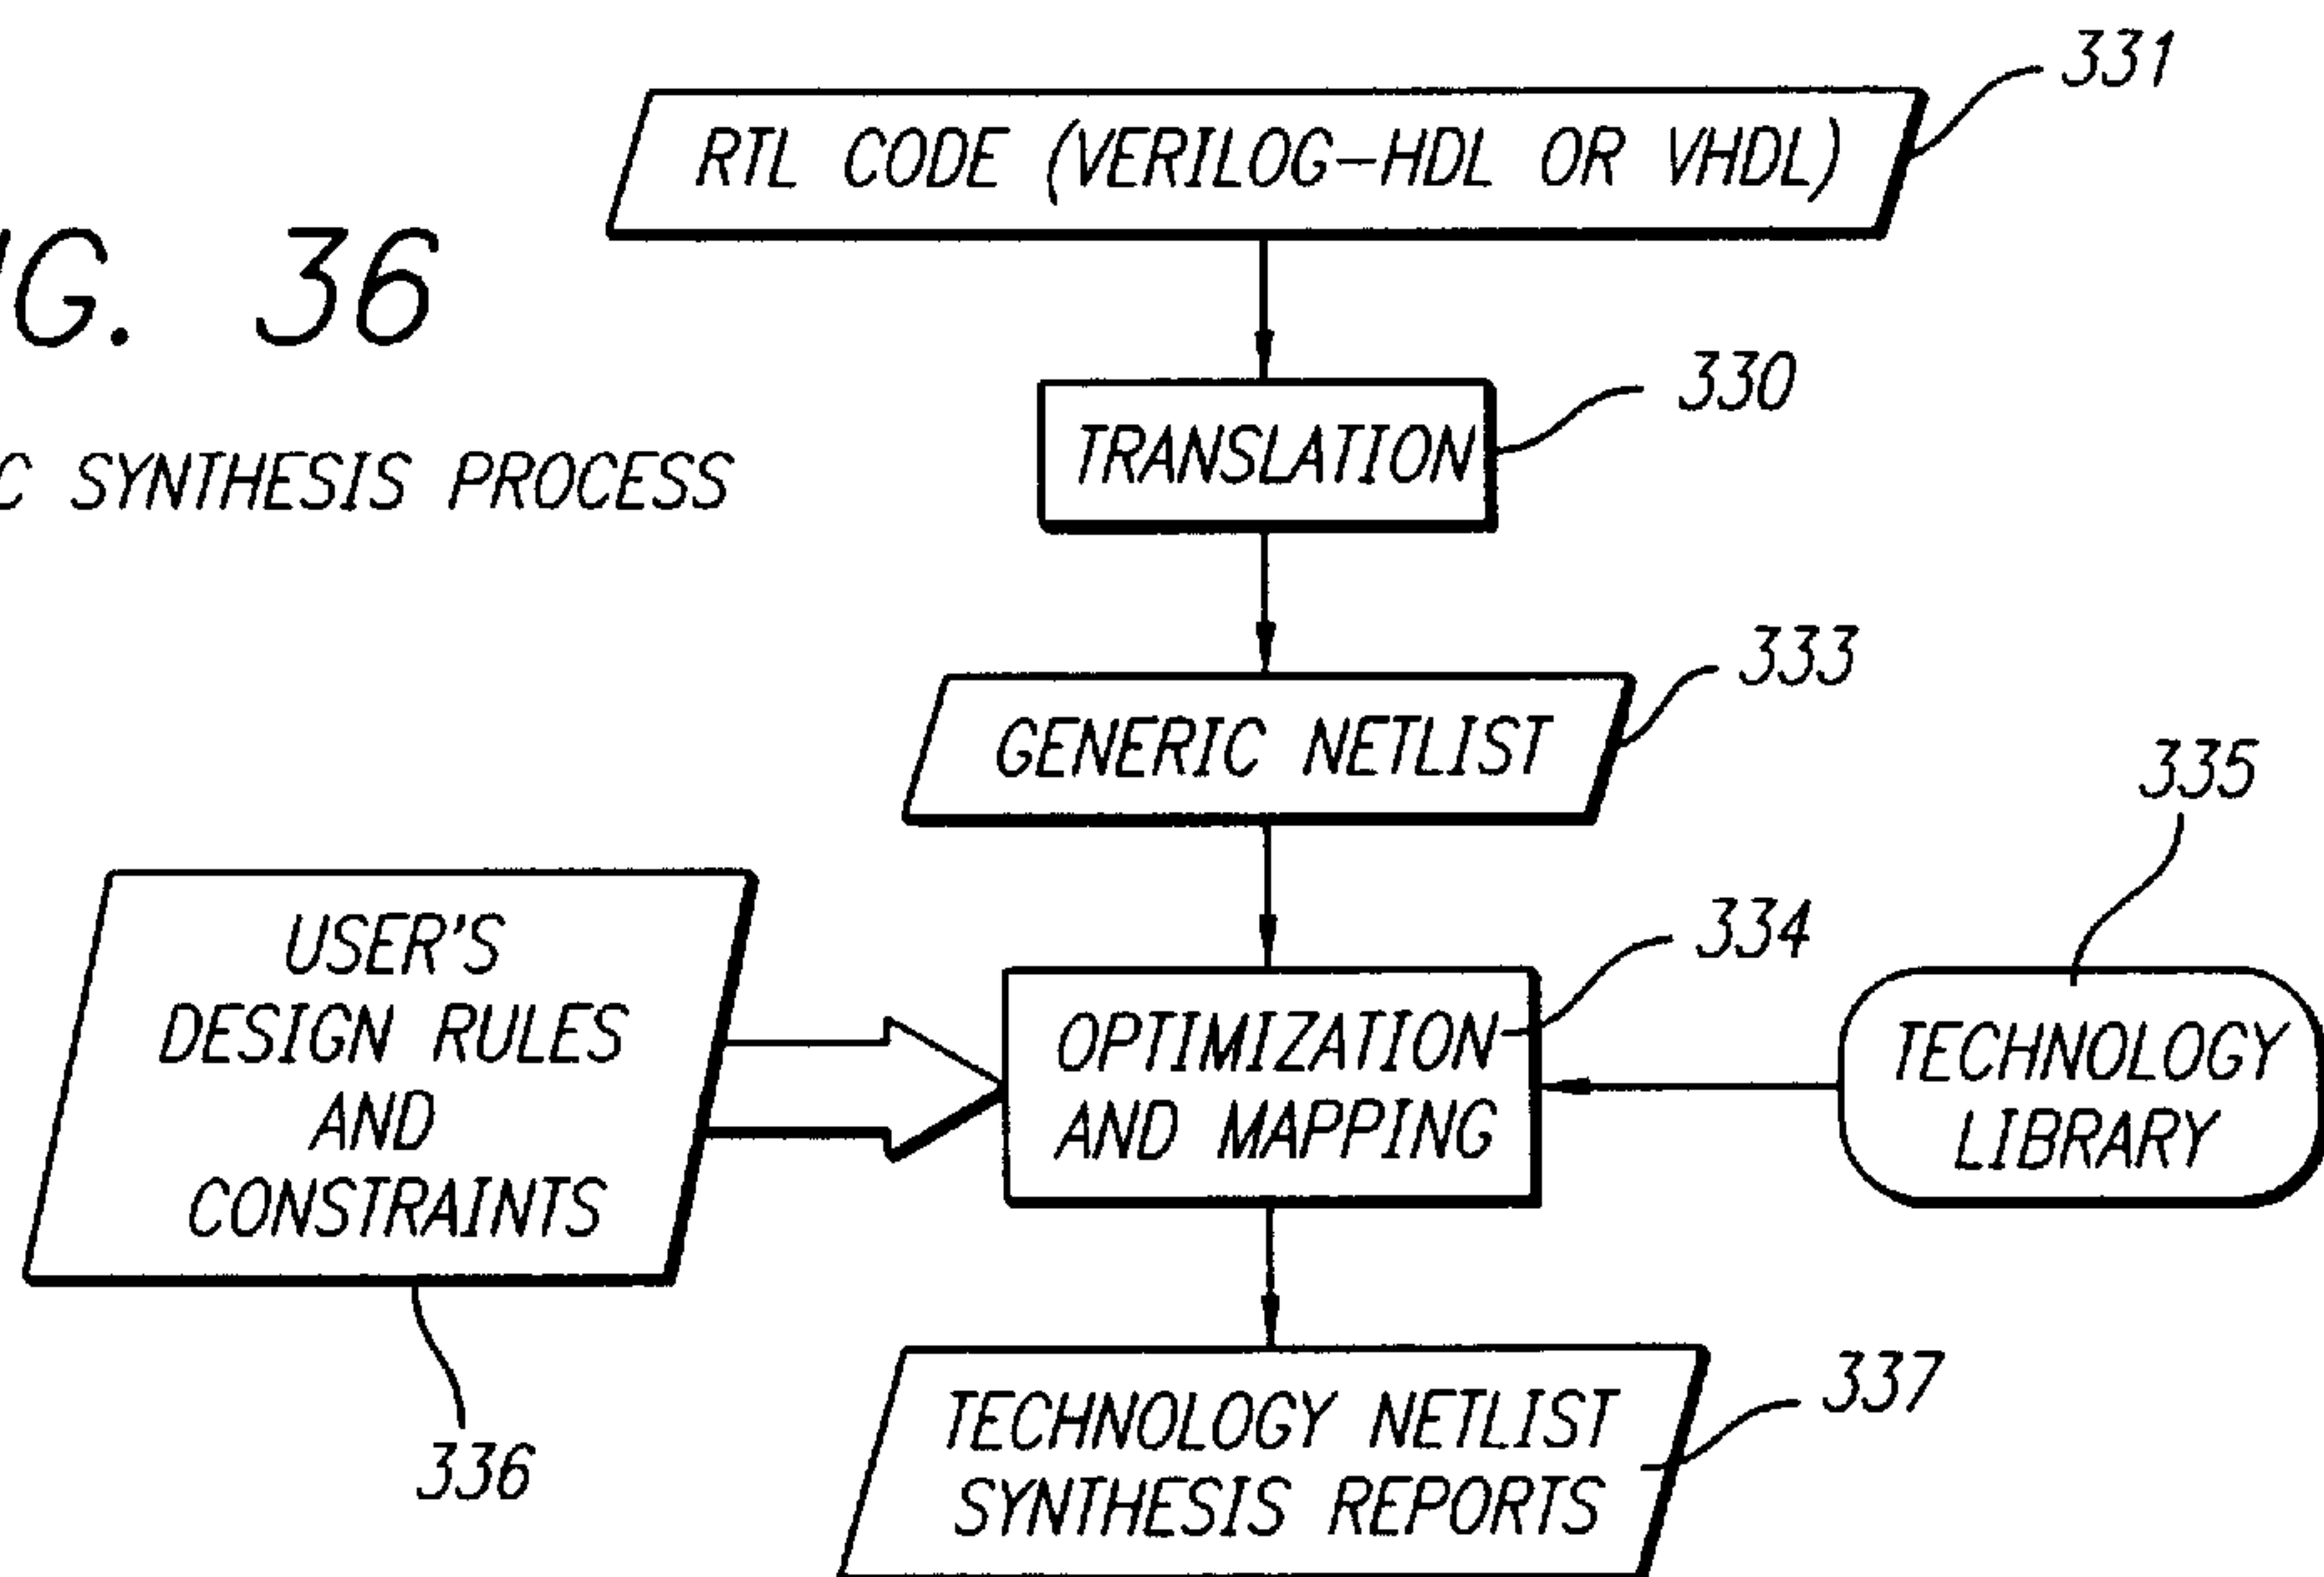 331
RTL CODE (VERILOG-HDL OR VHDL)
G. 36
330
TRANSLATION
C SYNTHESIS PROCESS
333
GENERIC NETLIST
335
334
USER'S
DESIGN RULES
AND
CONSTRAINTS
OPTIMIZATION
AND MAPPING
TECHNOLOGY
LIBRARY
336
337
TECHNOLOGY NETLIST
SYNTHESIS REPORTS